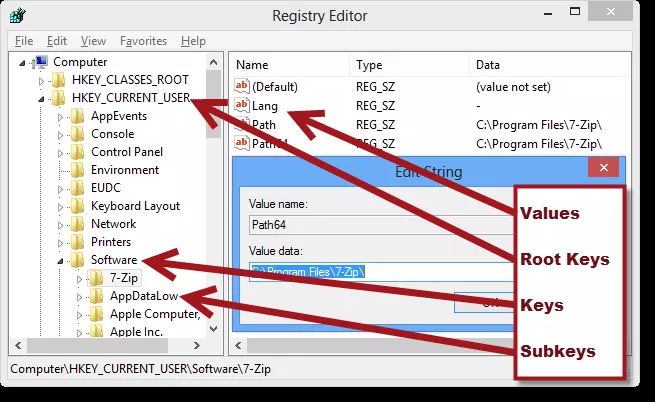 Registry Editor
File Edit View Favorites Help
Computer
HKEY_CLASSES_ROOT
HKEY_CURRENT_USER
AppEvents
Console
Control Panel
Environment
EUDC
Keyboard Layout
Network
Printers
Software
7-Zip
AppDataLow
Apple Computer,
Apple Inc.
Name Type Data
(Default) REG_SZ (value not set)
Lang REG_SZ -
Path REG_SZ C:\Program Files\7-Zip\
Path64 REG_SZ C:\Program Files\7-Zip\
Edit String
Value name:
Path64
Value data:
C:\Program Files\7-Zip\
Values
Root Keys
Keys
Subkeys
Computer\HKEY_CURRENT_USER\Software\7-Zip